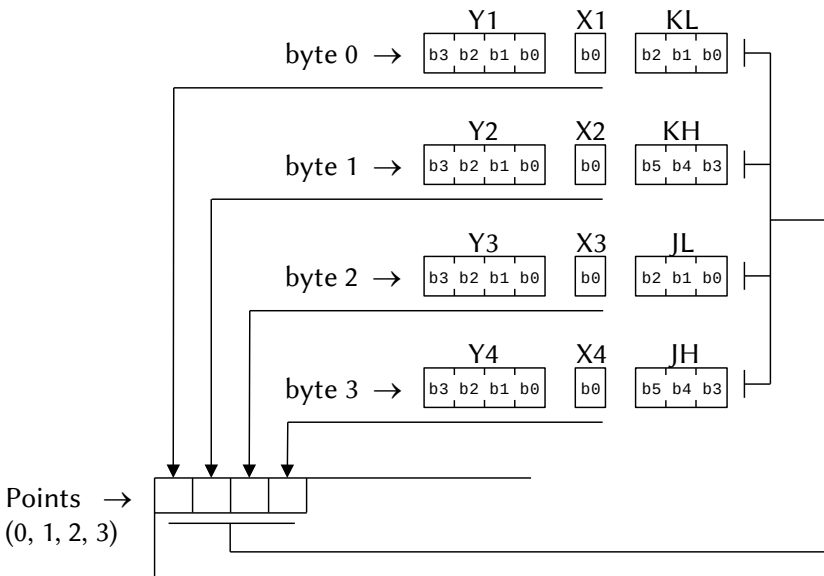 Y1 X1 KL
byte 0 → b3 b2 b1 b0 b0 b2 b1 b0
Y2 X2 KH
byte 1 → b3 b2 b1 b0 b0 b5 b4 b3
Y3 X3 JL
byte 2 → b3 b2 b1 b0 b0 b2 b1 b0
Y4 X4 JH
byte 3 → b3 b2 b1 b0 b0 b5 b4 b3
Points →
(0, 1, 2, 3)